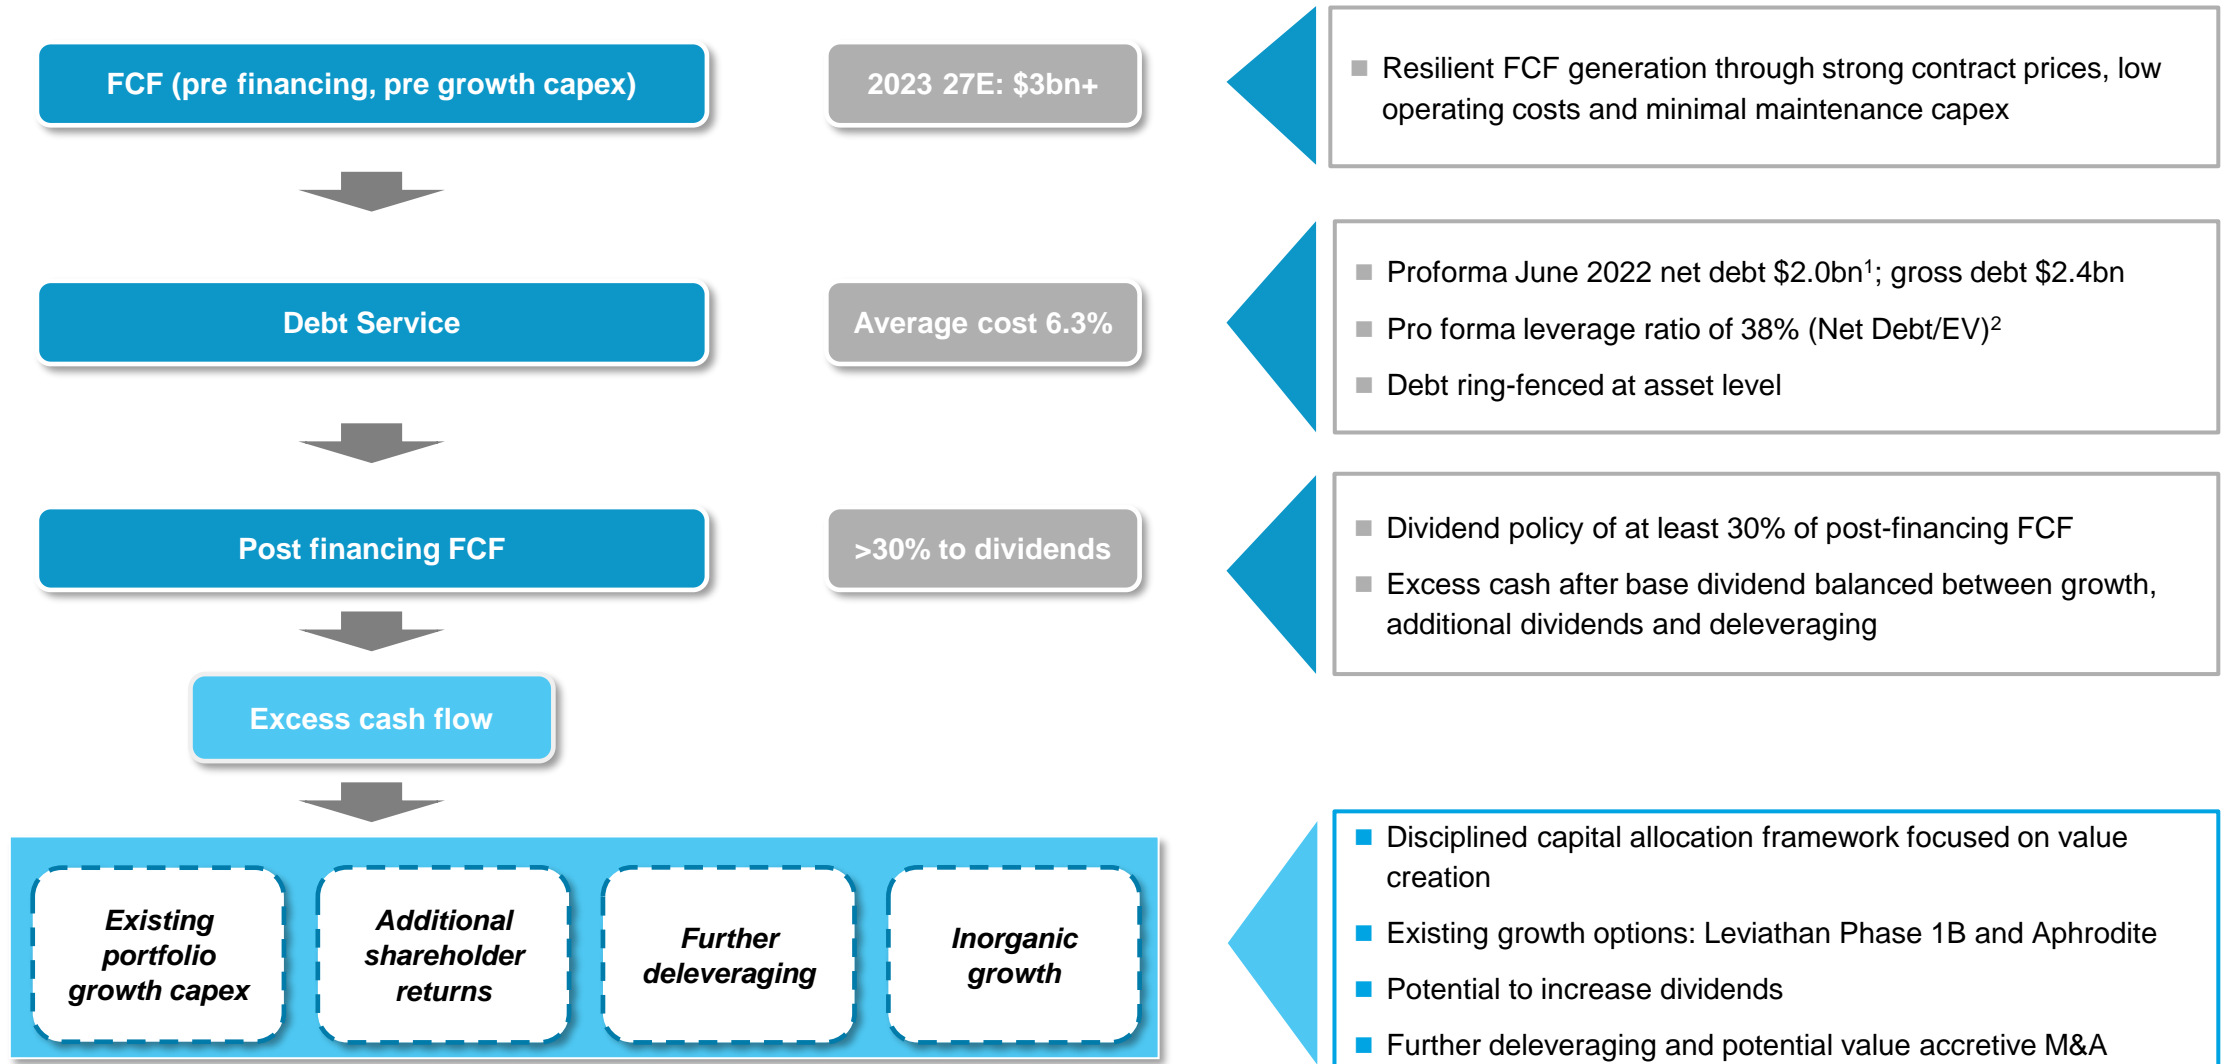 FCF (pre financing, pre growth capex)
2023 27E: $3bn+
Resilient FCF generation through strong contract prices, low
operating costs and minimal maintenance capex
Debt Service
Average cost 6.3%
Proforma June 2022 net debt $2.0bn¹; gross debt $2.4bn
Pro forma leverage ratio of 38% (Net Debt/EV)²
Debt ring-fenced at asset level
Post financing FCF
>30% to dividends
Dividend policy of at least 30% of post-financing FCF
Excess cash after base dividend balanced between growth,
additional dividends and deleveraging
Excess cash flow
Existing
portfolio
growth capex
Additional
shareholder
returns
Further
deleveraging
Inorganic
growth
Disciplined capital allocation framework focused on value
creation
Existing growth options: Leviathan Phase 1B and Aphrodite
Potential to increase dividends
Further deleveraging and potential value accretive M&A